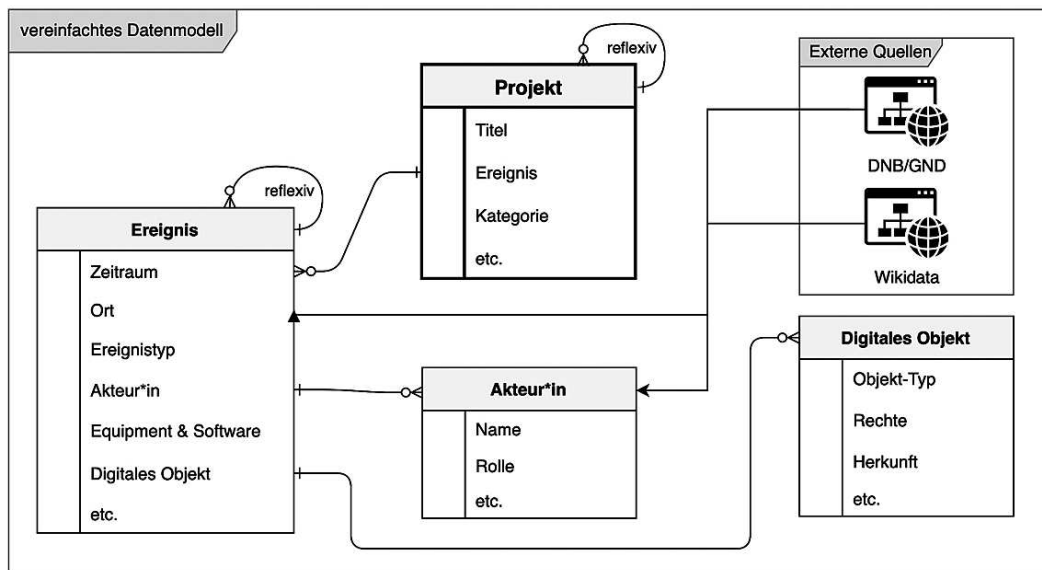 vereinfachtes Datenmodell
reflexiv
Projekt
Titel
Ereignis
Kategorie
etc.
Externe Quellen
DNB/GND
Wikidata
reflexiv
Ereignis
Zeitraum
Ort
Ereignistyp
Akteur*in
Equipment & Software
Digitales Objekt
etc.
Akteur*in
Name
Rolle
etc.
Digitales Objekt
Objekt-Typ
Rechte
Herkunft
etc.